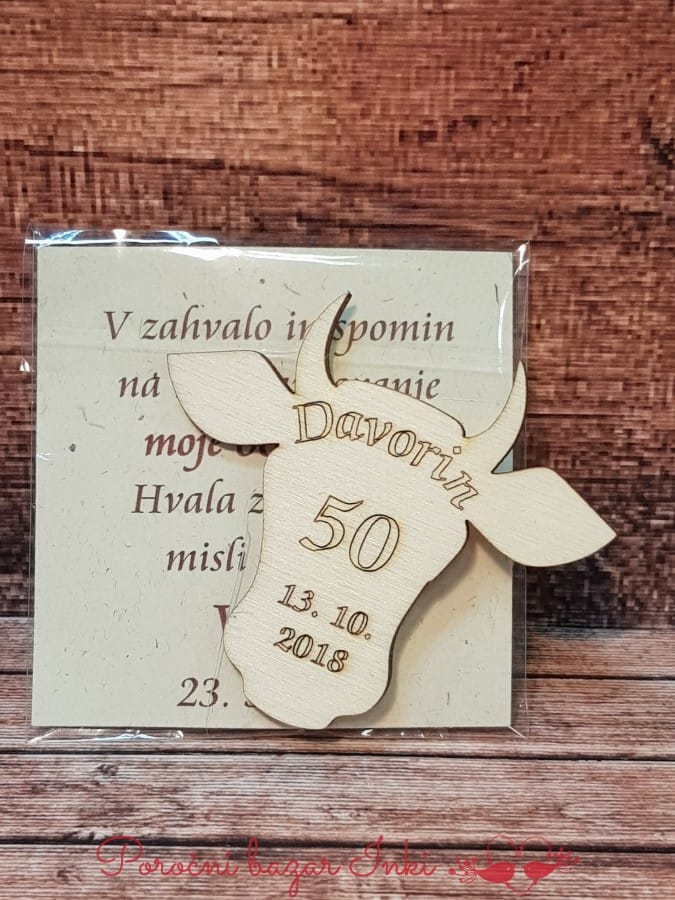 V zahvalo in spomin
na
moje
Hvala
misli
23.
Davorin
50
13. 10.
2018
Poročni bazar Inki